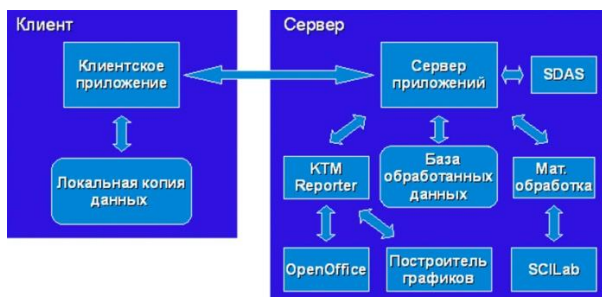 Клиент
Клиентское
приложение
Локальная копия
данных
Сервер
Сервер
приложений
SDAS
KTM
Reporter
База
обработанных
данных
Мат.
обработка
OpenOffice
Построитель
графиков
SCILab